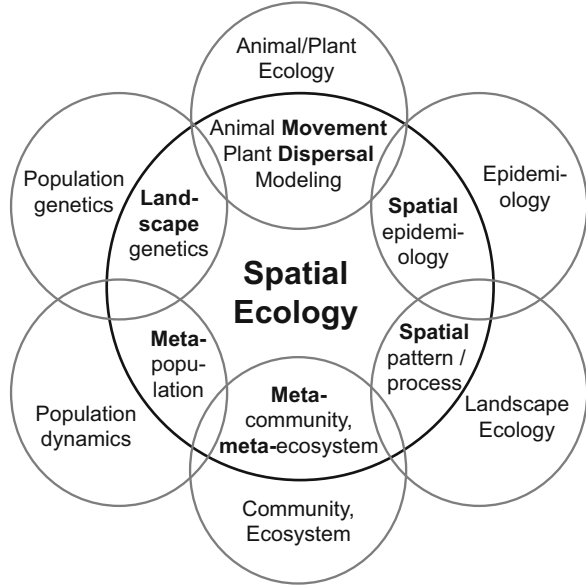 Animal/Plant
Ecology
Animal Movement
Plant Dispersal
Modeling
Population
genetics
Land-
scape
genetics
Spatial
epidemi-
ology
Epidemi-
ology
Spatial
Ecology
Meta-
popu-
lation
Population
dynamics
Meta-
community,
meta-ecosystem
Spatial
pattern /
process
Landscape
Ecology
Community,
Ecosystem